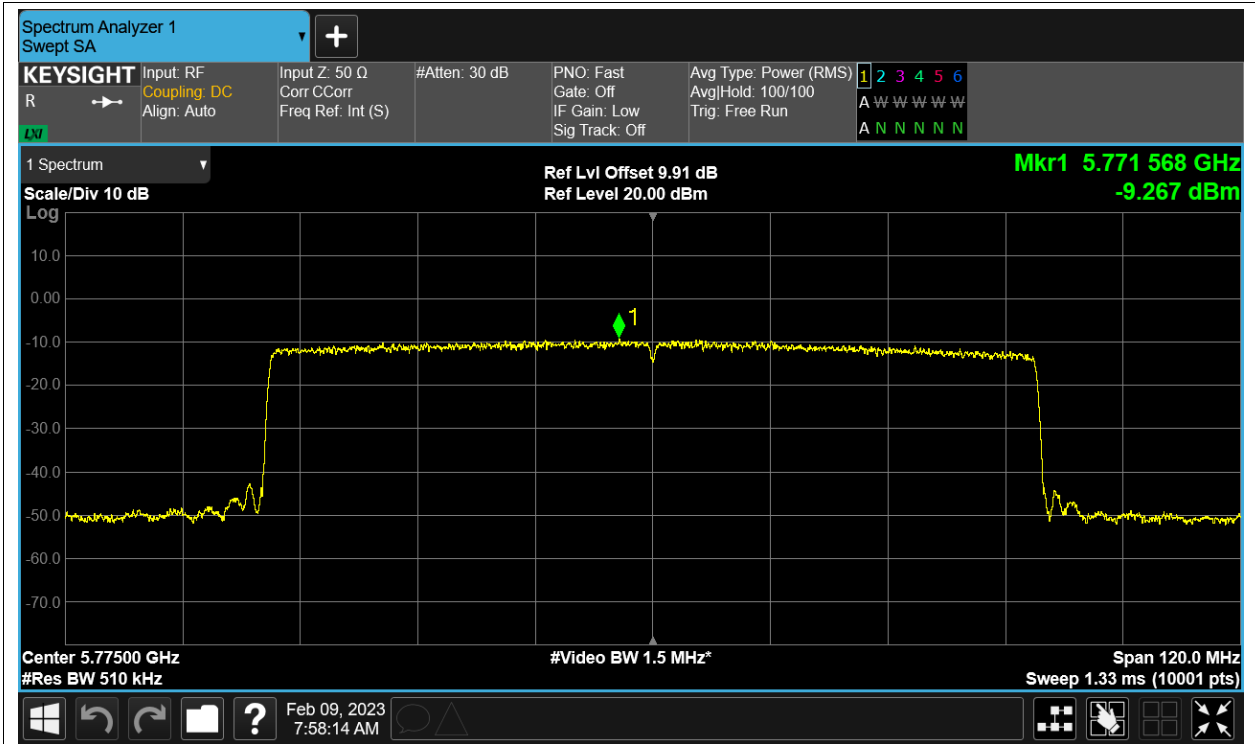 Spectrum Analyzer 1
Swept SA
KEYSIGHT
R
LXI
Input: RF
Coupling: DC
Align: Auto
Input Z: 50 Ω
Corr CCorr
Freq Ref: Int (S)
#Atten: 30 dB
PNO: Fast
Gate: Off
IF Gain: Low
Sig Track: Off
Avg Type: Power (RMS)
Avg|Hold: 100/100
Trig: Free Run
1 2 3 4 5 6
A W W W W W
A N N N N N
1 Spectrum
Scale/Div 10 dB
Log
Ref Lvl Offset 9.91 dB
Ref Level 20.00 dBm
Mkr1 5.771 568 GHz
-9.267 dBm
10.0
0.00
1
-10.0
-20.0
-30.0
-40.0
-50.0
-60.0
-70.0
Center 5.77500 GHz
#Video BW 1.5 MHz*
Span 120.0 MHz
#Res BW 510 kHz
Sweep 1.33 ms (10001 pts)
?
Feb 09, 2023
7:58:14 AM